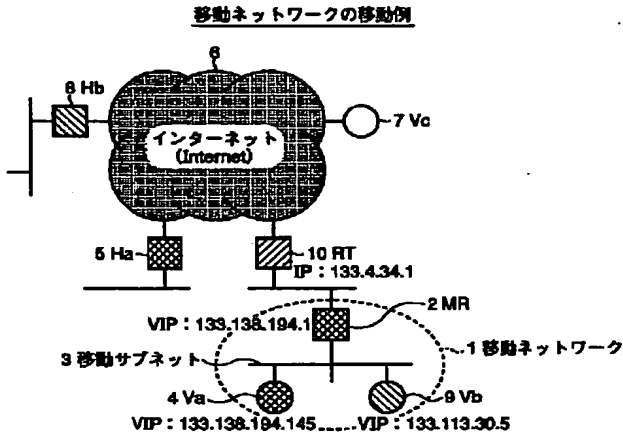 移動ネットワークの移動例
6
8 Hb
インターネット
(Internet)
7 Vc
5 Ha
10 RT
IP：133.4.34.1
2 MR
VIP：133.138.194.1
1 移動ネットワーク
3 移動サブネット
4 Va
9 Vb
VIP：133.138.194.145
VIP：133.113.30.5